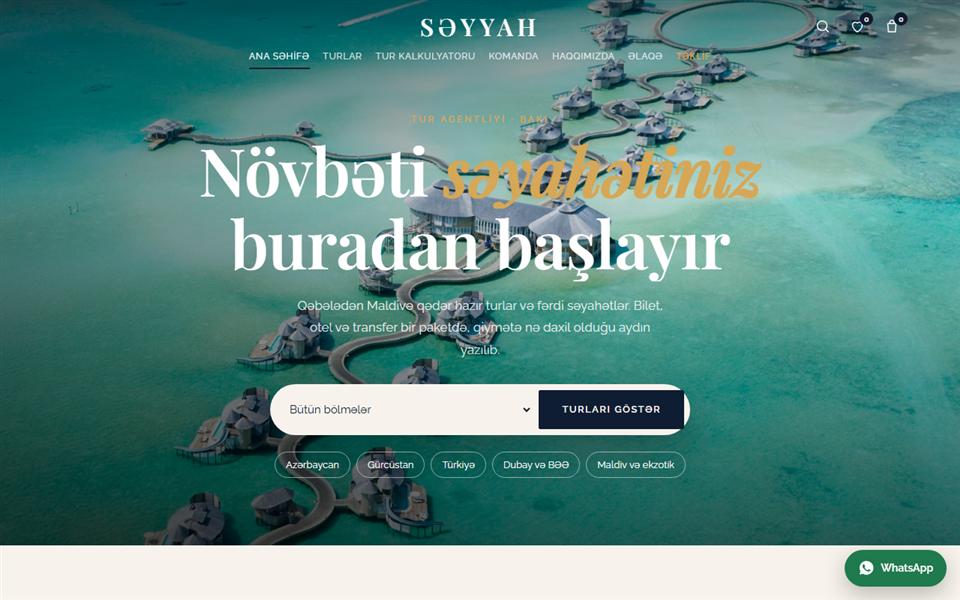 SƏYYAH
0
0
ANA SƏHİFƏ TURLAR TUR KALKULYATORU KOMANDA HAQQIMIZDA ƏLAQƏ TƏKLİF
TUR AGENTLİYİ · BAKI
Növbəti səyahətiniz
buradan başlayır
Qəbələdən Maldivə qədər hazır turlar və fərdi səyahətlər. Bilet,
otel və transfer bir paketdə, qiymətə nə daxil olduğu aydın
yazılıb.
Bütün bölmələr
TURLARI GÖSTƏR
Azərbaycan Gürcüstan Türkiyə Dubay və BƏƏ Maldiv və ekzotik
WhatsApp